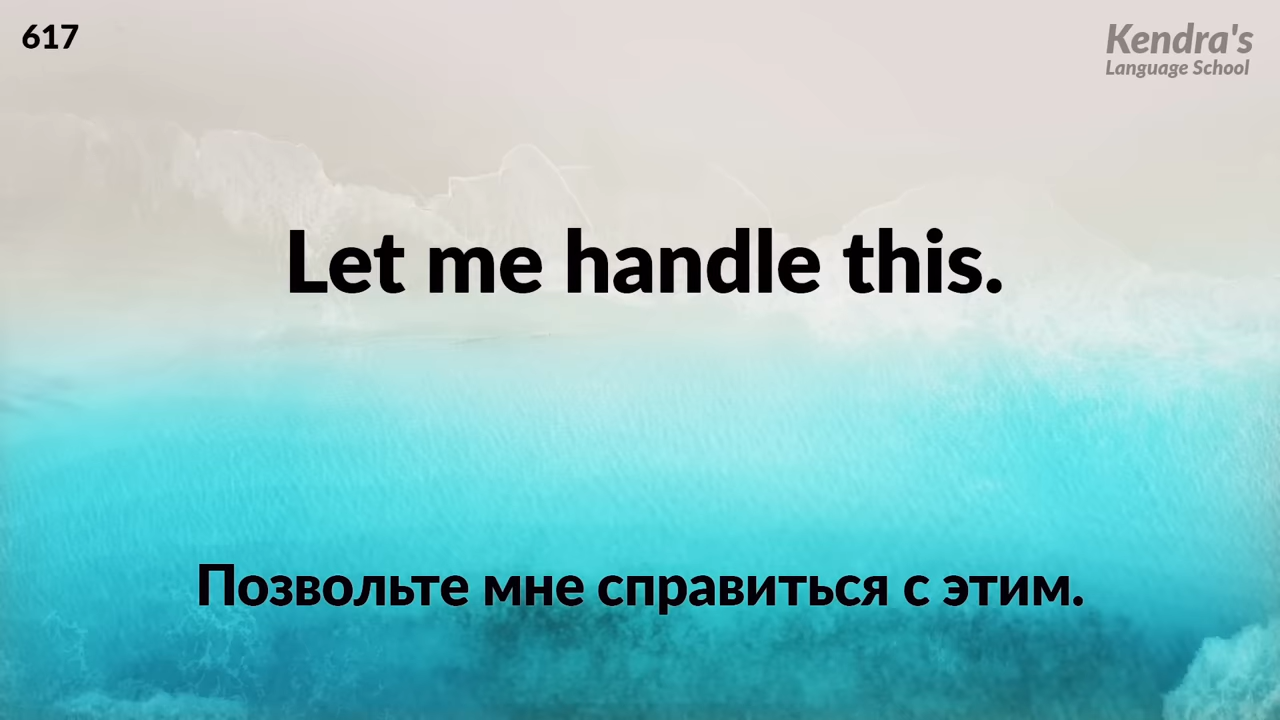 617
Kendra's
Language School
Let me handle this.
Позвольте мне справиться с этим.